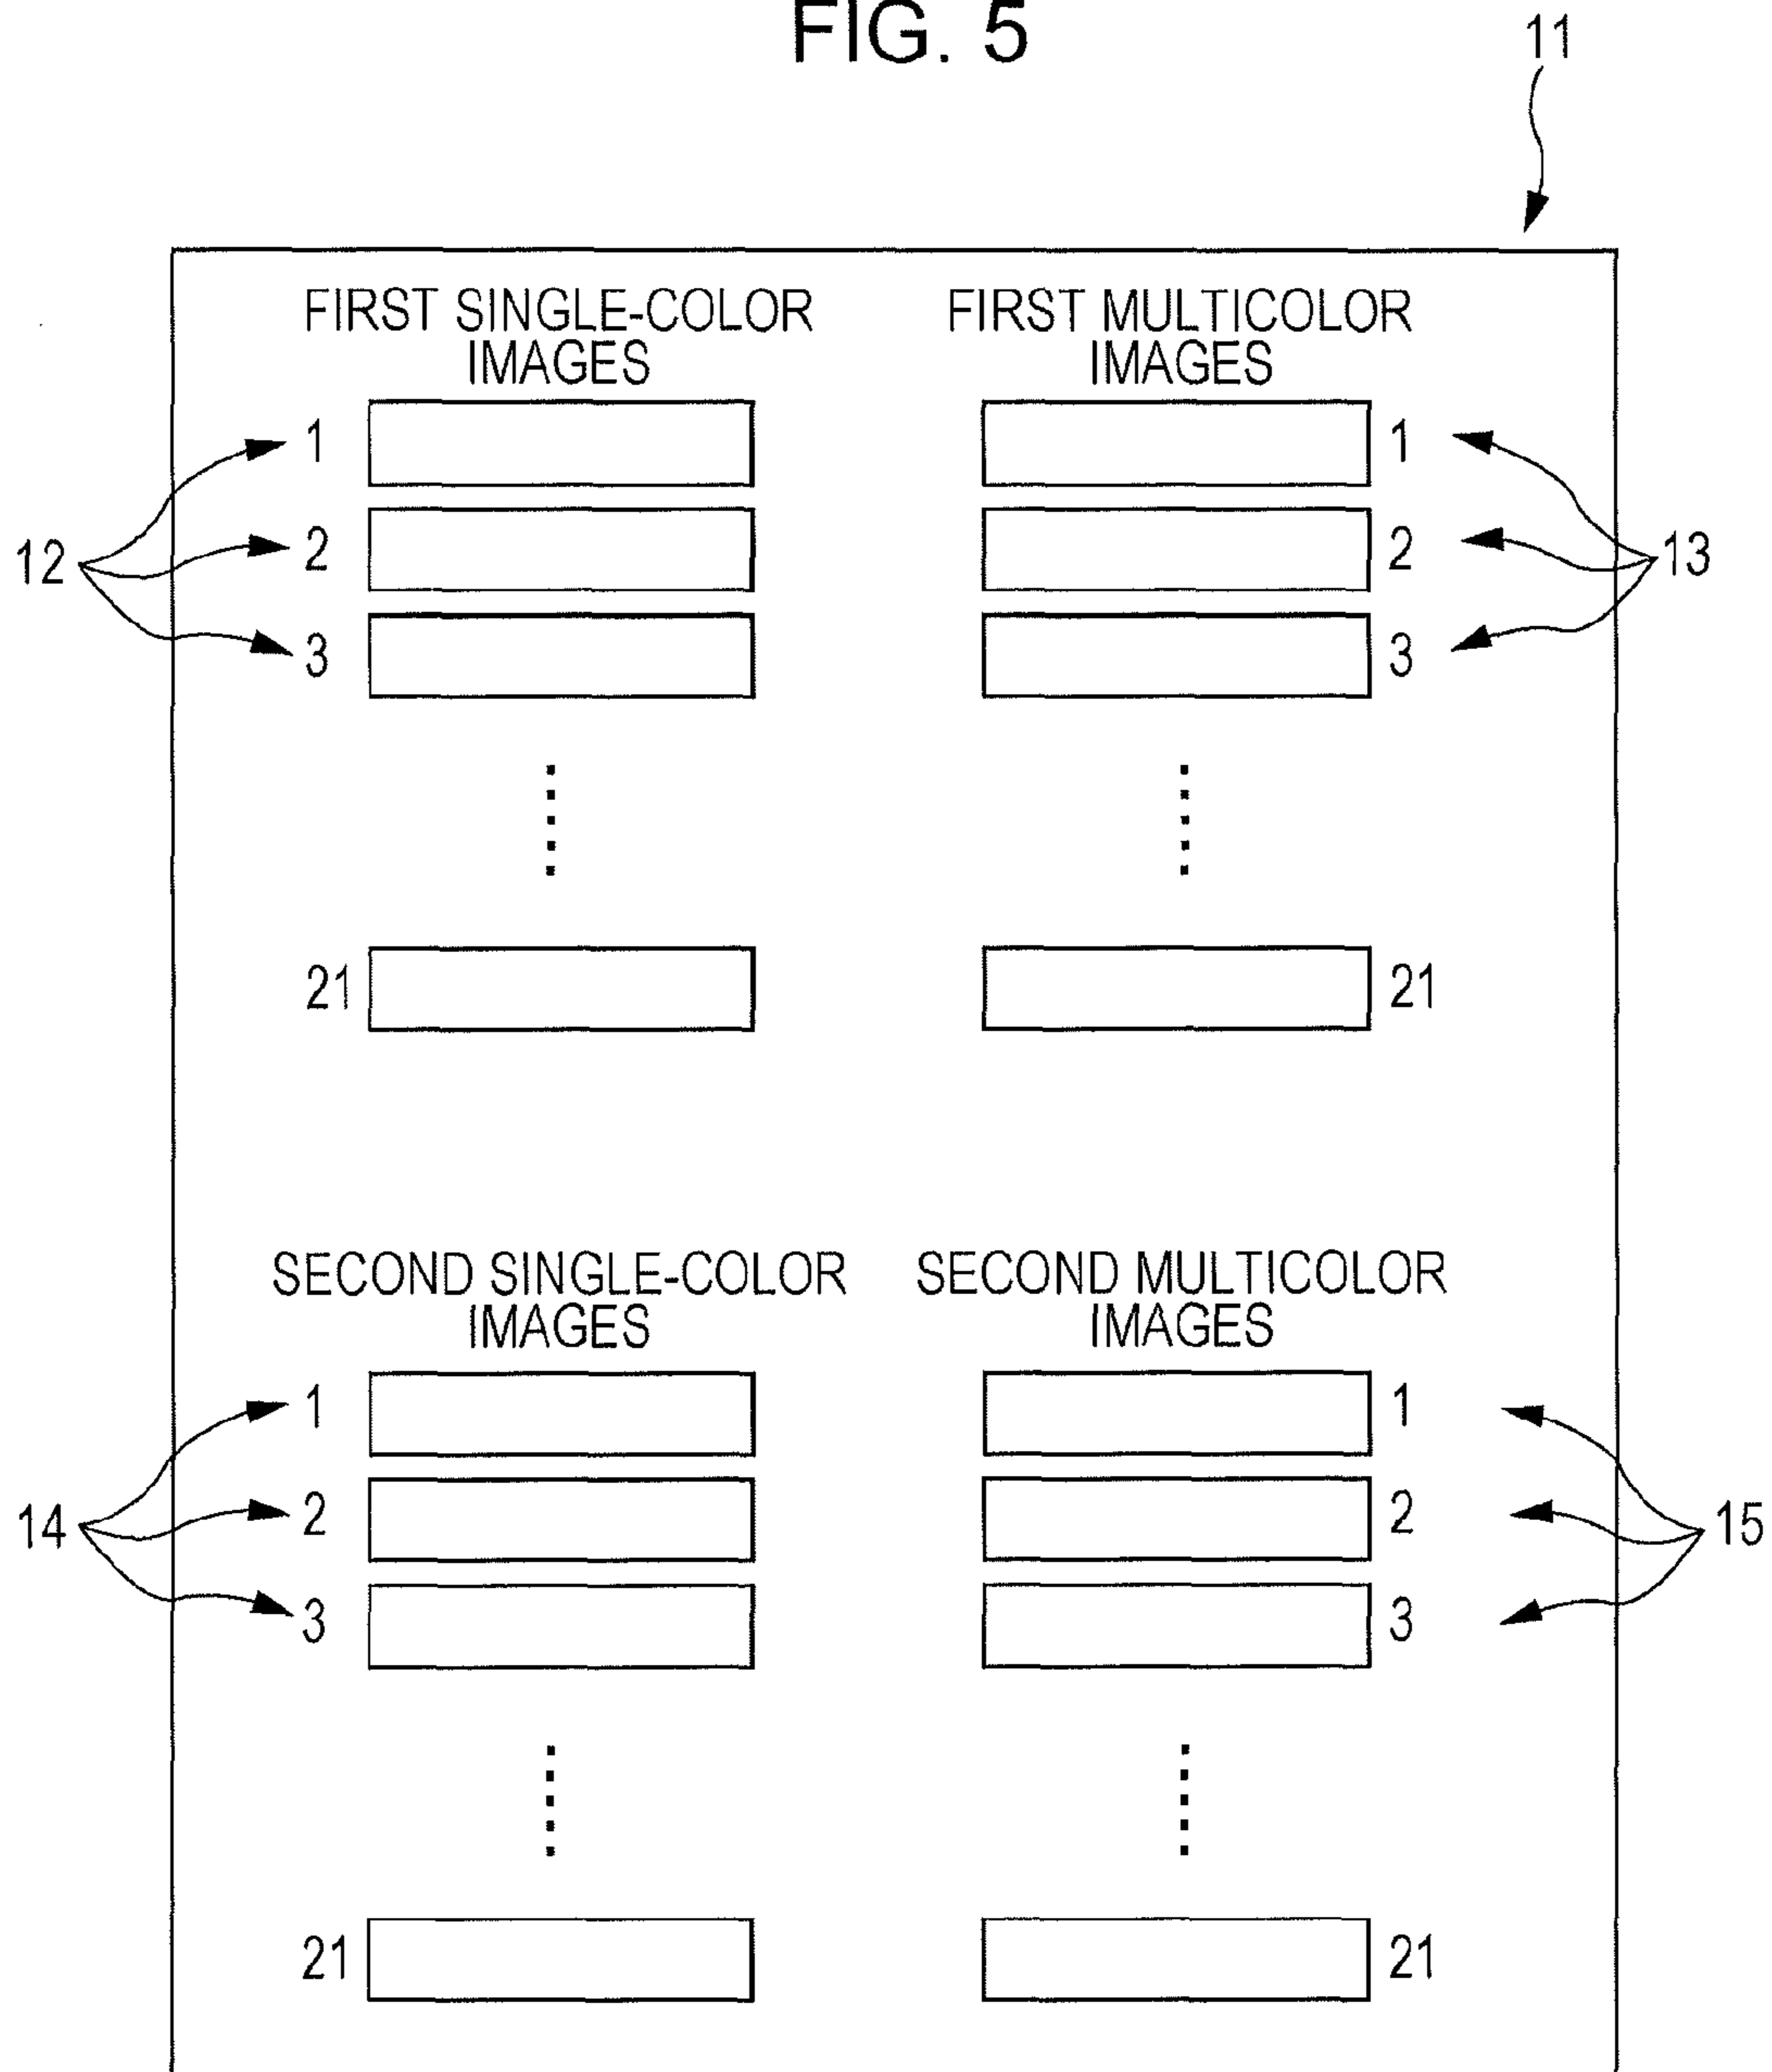 FIG. 5
11
FIRST SINGLE-COLOR
IMAGES
FIRST MULTICOLOR
IMAGES
1
1
12
2
2
13
3
3
21
21
SECOND SINGLE-COLOR
IMAGES
SECOND MULTICOLOR
IMAGES
1
1
14
2
2
15
3
3
21
21